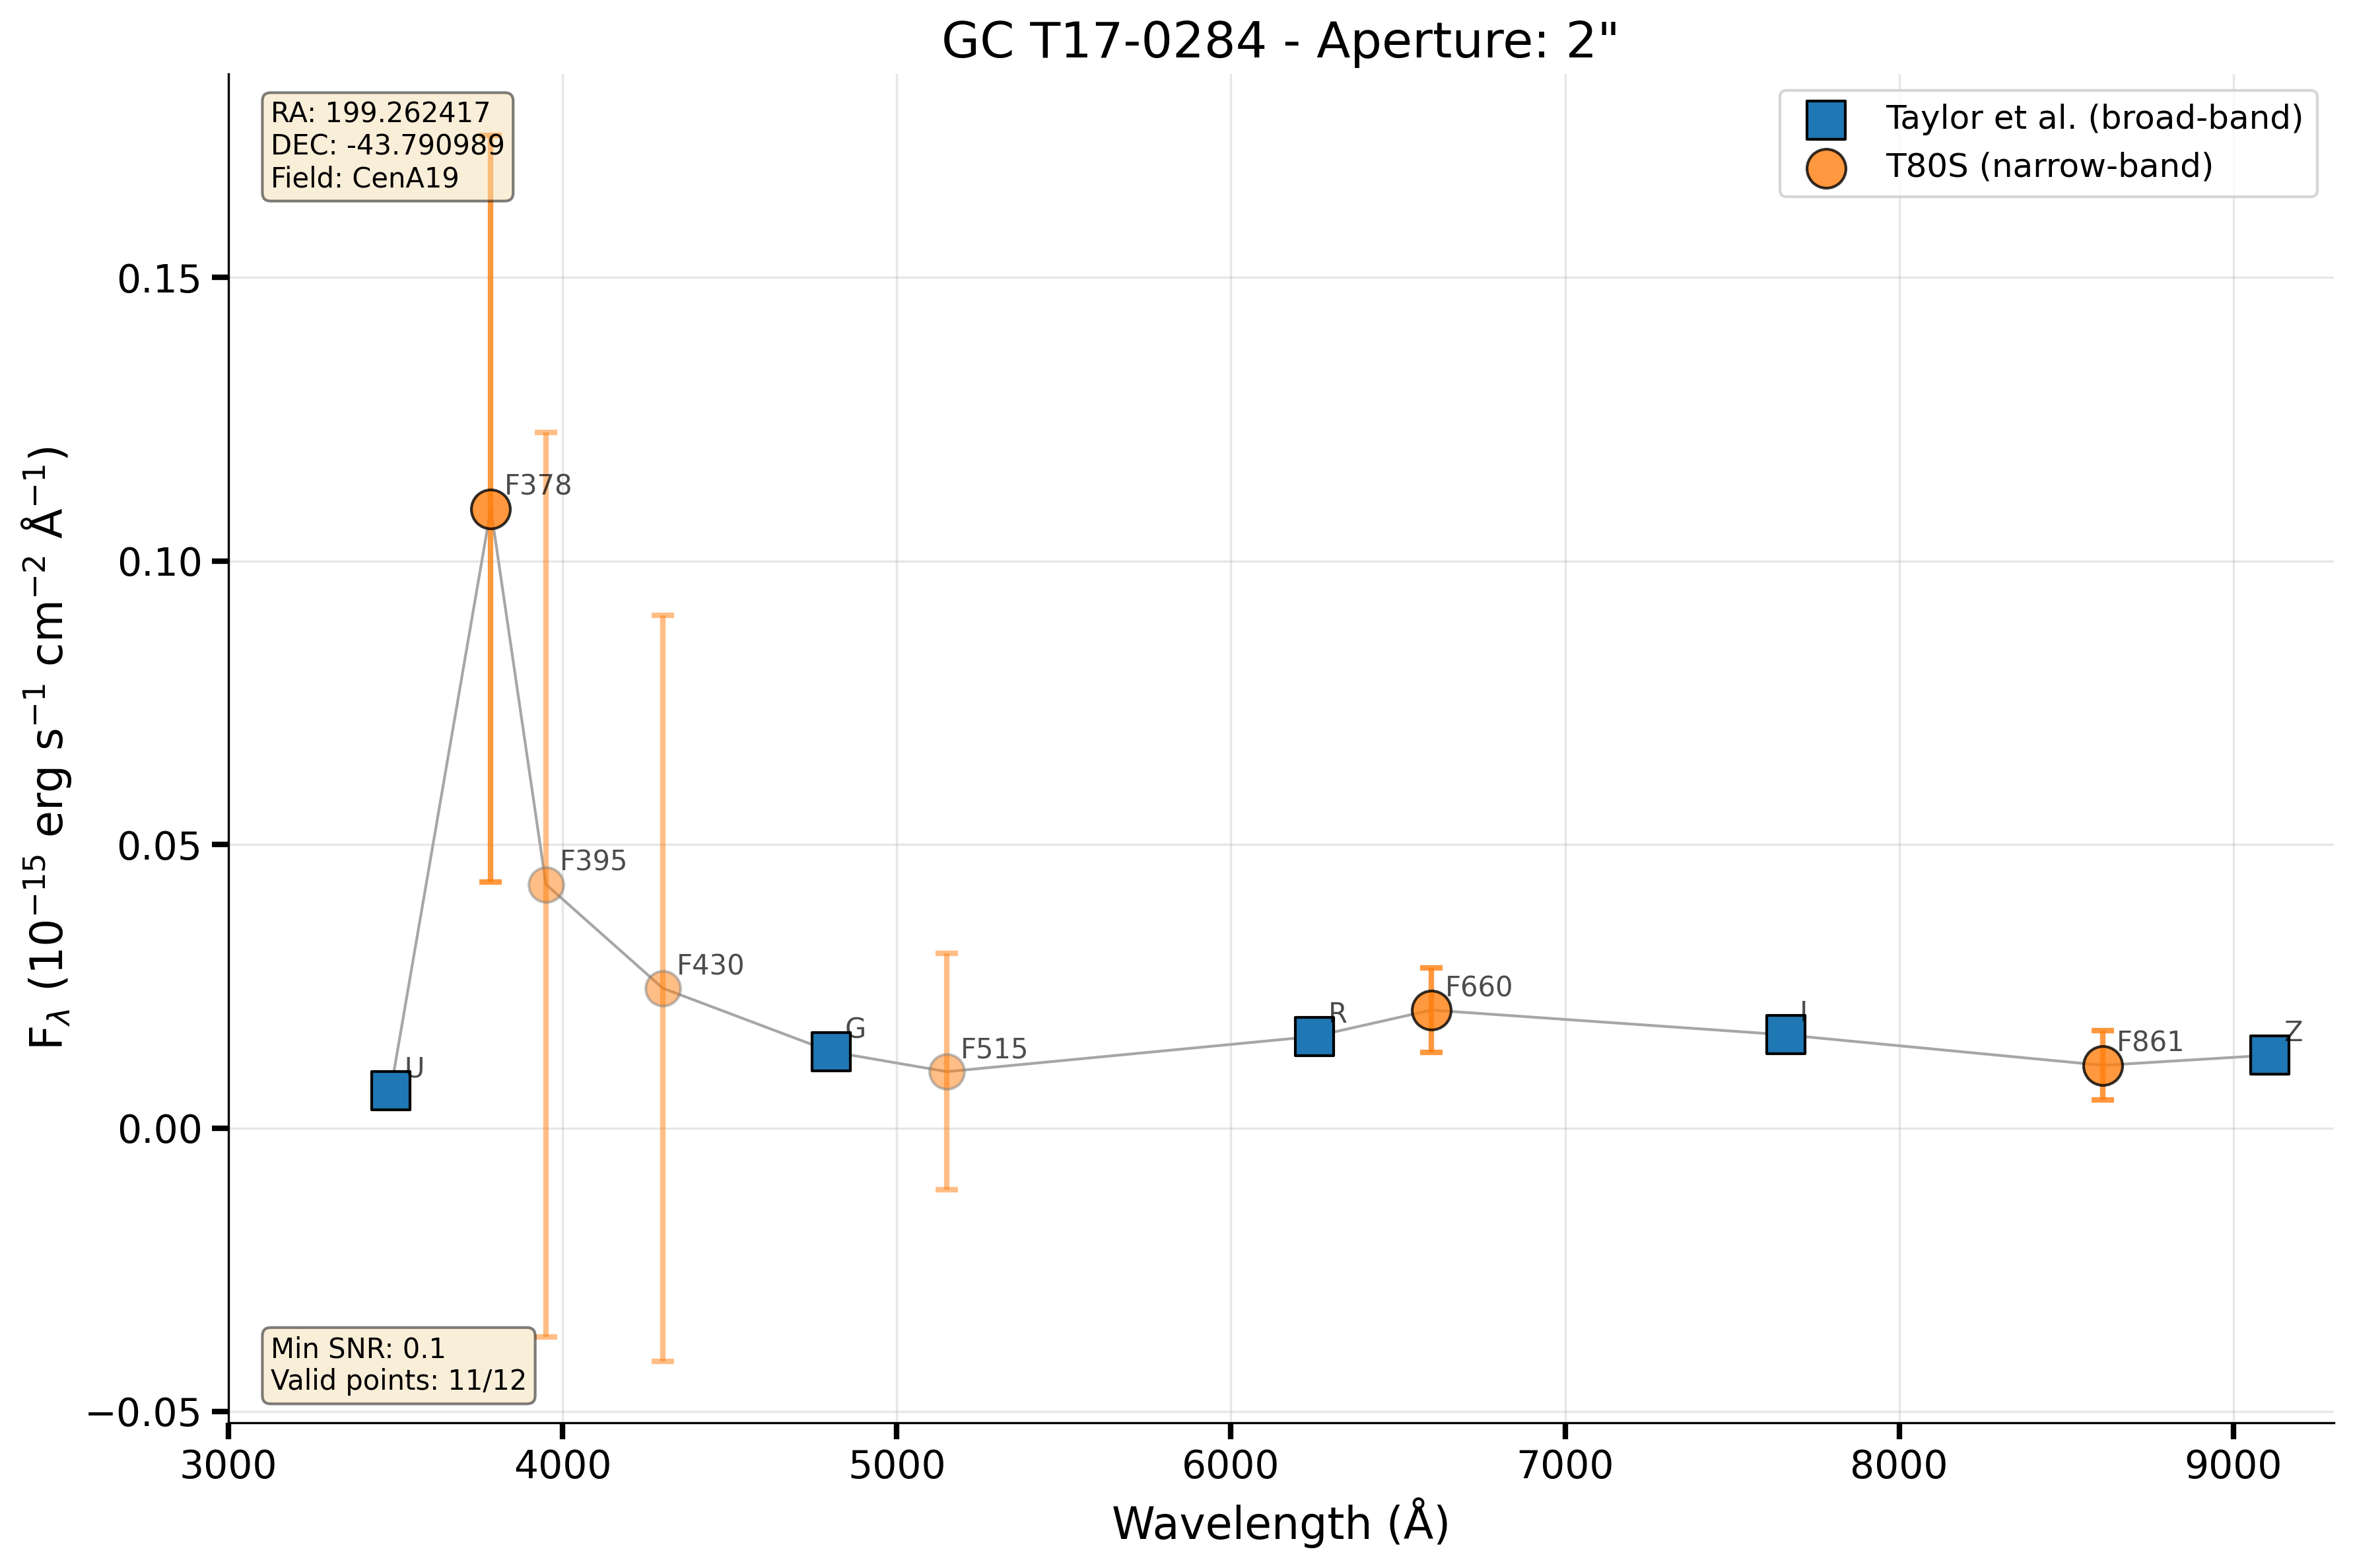 GC T17-0284 - Aperture: 2"
RA: 199.262417
DEC: -43.790989
Field: CenA19
Taylor et al. (broad-band)
T80S (narrow-band)
F_λ (10⁻¹⁵ erg s⁻¹ cm⁻² Å⁻¹)
0.15
0.10
0.05
0.00
−0.05
U
F378
F395
F430
G
F515
R
F660
I
F861
Z
Min SNR: 0.1
Valid points: 11/12
3000 4000 5000 6000 7000 8000 9000
Wavelength (Å)